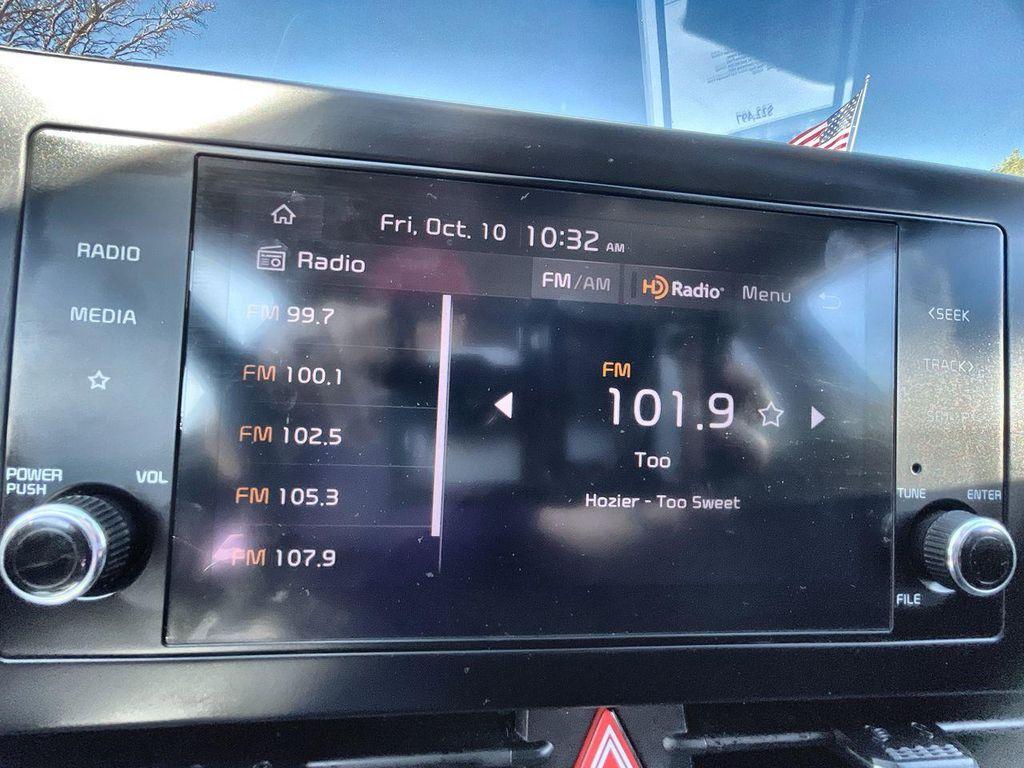 Fri, Oct. 10 10:32 AM
Radio
FM/AM HD Radio Menu
RADIO
MEDIA
POWER
PUSH
VOL
FM 99.7
FM 100.1
FM 102.5
FM 105.3
FM 107.9
FM
101.9
Too
Hozier - Too Sweet
<SEEK
TRACK>
TUNE
ENTER
FILE